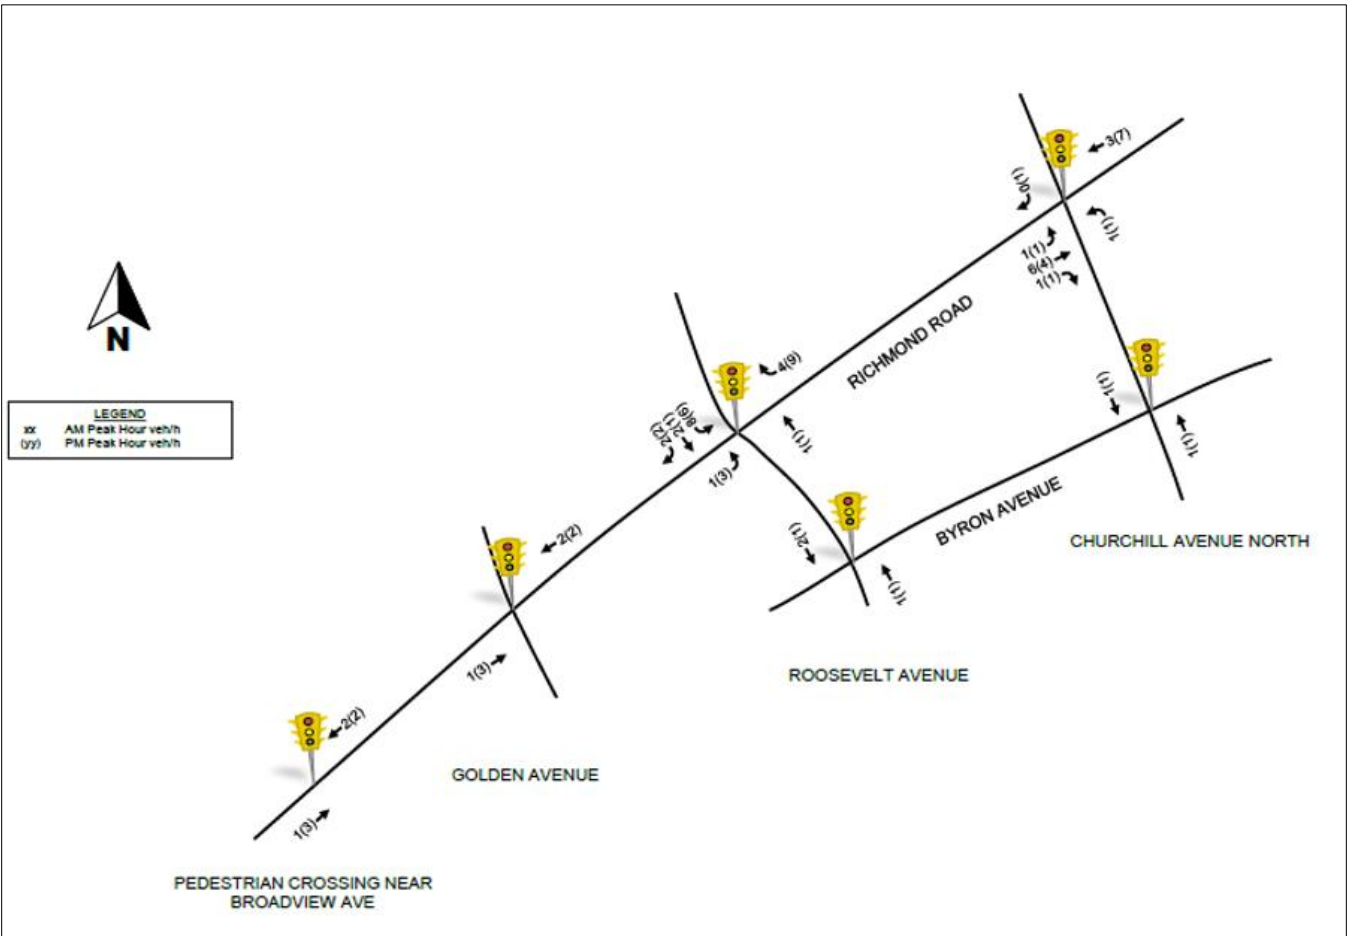 3(7)
0(1)
1(1)
1(1)
6(4)
1(1)
RICHMOND ROAD
N
4(9)
8(6)
2(1)
2(2)
1(1)
1(3)
1(1)
1(1)
LEGEND
xx AM Peak Hour veh/h
(yy) PM Peak Hour veh/h
BYRON AVENUE
CHURCHILL AVENUE NORTH
2(2)
2(1)
1(1)
1(3)
ROOSEVELT AVENUE
2(2)
GOLDEN AVENUE
1(3)
PEDESTRIAN CROSSING NEAR
BROADVIEW AVE